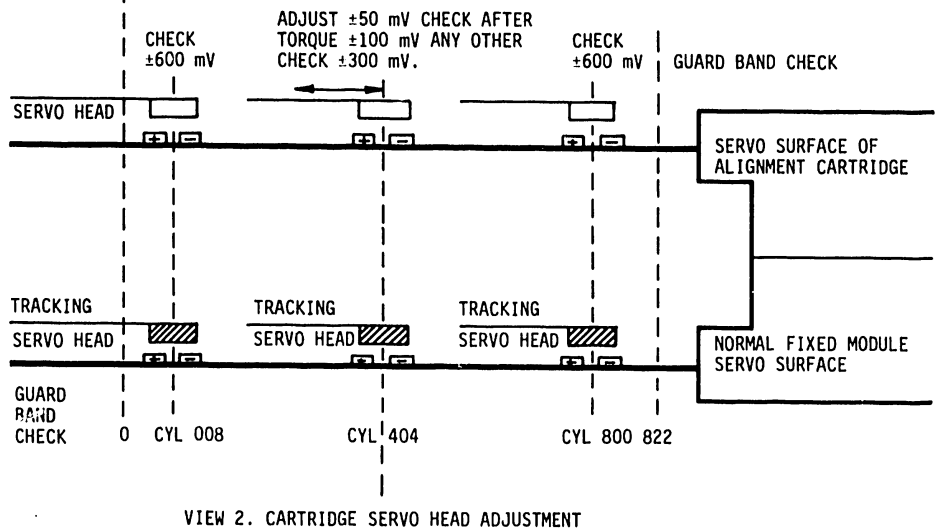 ADJUST ±50 mV CHECK AFTER
TORQUE ±100 mV ANY OTHER
CHECK ±300 mV.
CHECK
±600 mV
CHECK
±600 mV
GUARD BAND CHECK
SERVO HEAD
+ -
+ -
+ -
SERVO SURFACE OF
ALIGNMENT CARTRIDGE
TRACKING
SERVO HEAD
TRACKING
SERVO HEAD
TRACKING
SERVO HEAD
+ -
+ -
+ -
NORMAL FIXED MODULE
SERVO SURFACE
GUARD
BAND
CHECK
0 CYL 008 CYL 404 CYL 800 822
VIEW 2. CARTRIDGE SERVO HEAD ADJUSTMENT